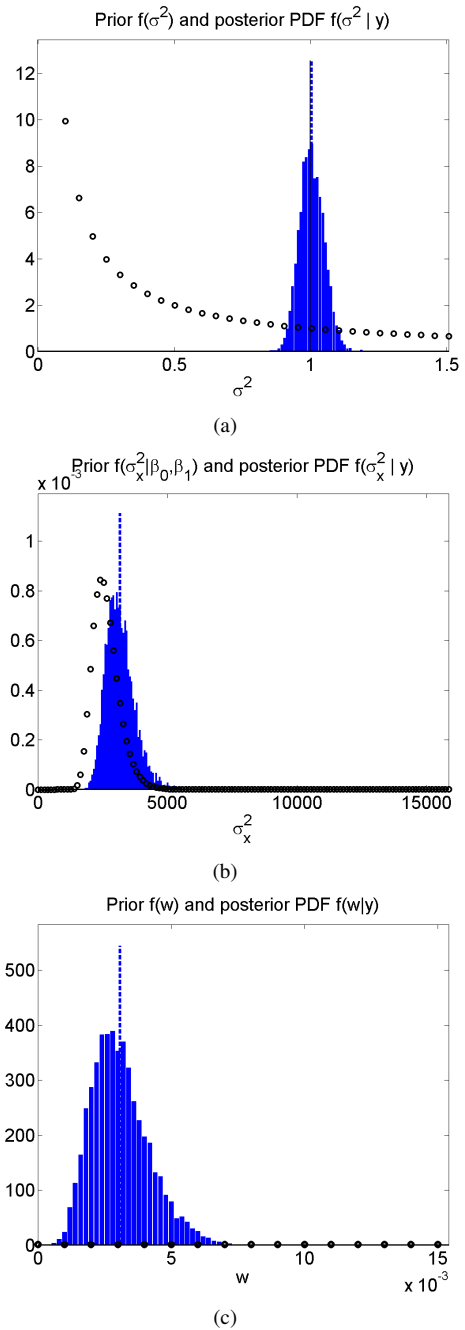 Prior f(σ²) and posterior PDF f(σ² | y)
12
10
8
6
4
2
0
0 0.5 1 1.5
σ²
(a)
x 10⁻³
Prior f(σₓ²|β₀,β₁) and posterior PDF f(σₓ² | y)
1
0.8
0.6
0.4
0.2
0
0 5000 10000 15000
σₓ²
(b)
Prior f(w) and posterior PDF f(w|y)
500
400
300
200
100
0
0 5 10 15
w
x 10⁻³
(c)